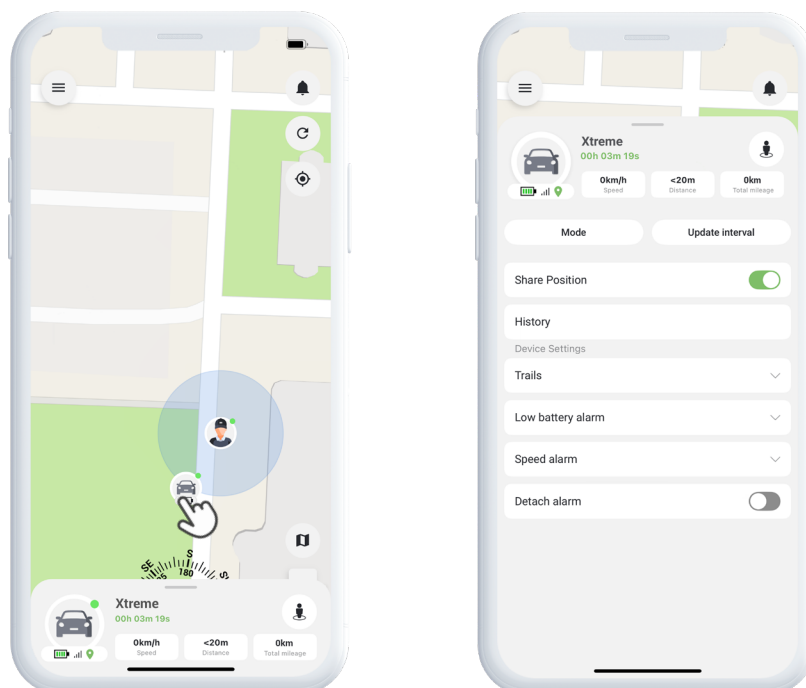 SE
S
180
Xtreme
00h 03m 19s
0km/h
<20m
0km
Speed
Distance
Total mileage
Xtreme
00h 03m 19s
0km/h
<20m
0km
Speed
Distance
Total mileage
Mode
Update interval
Share Position
History
Device Settings
Trails
Low battery alarm
Speed alarm
Detach alarm